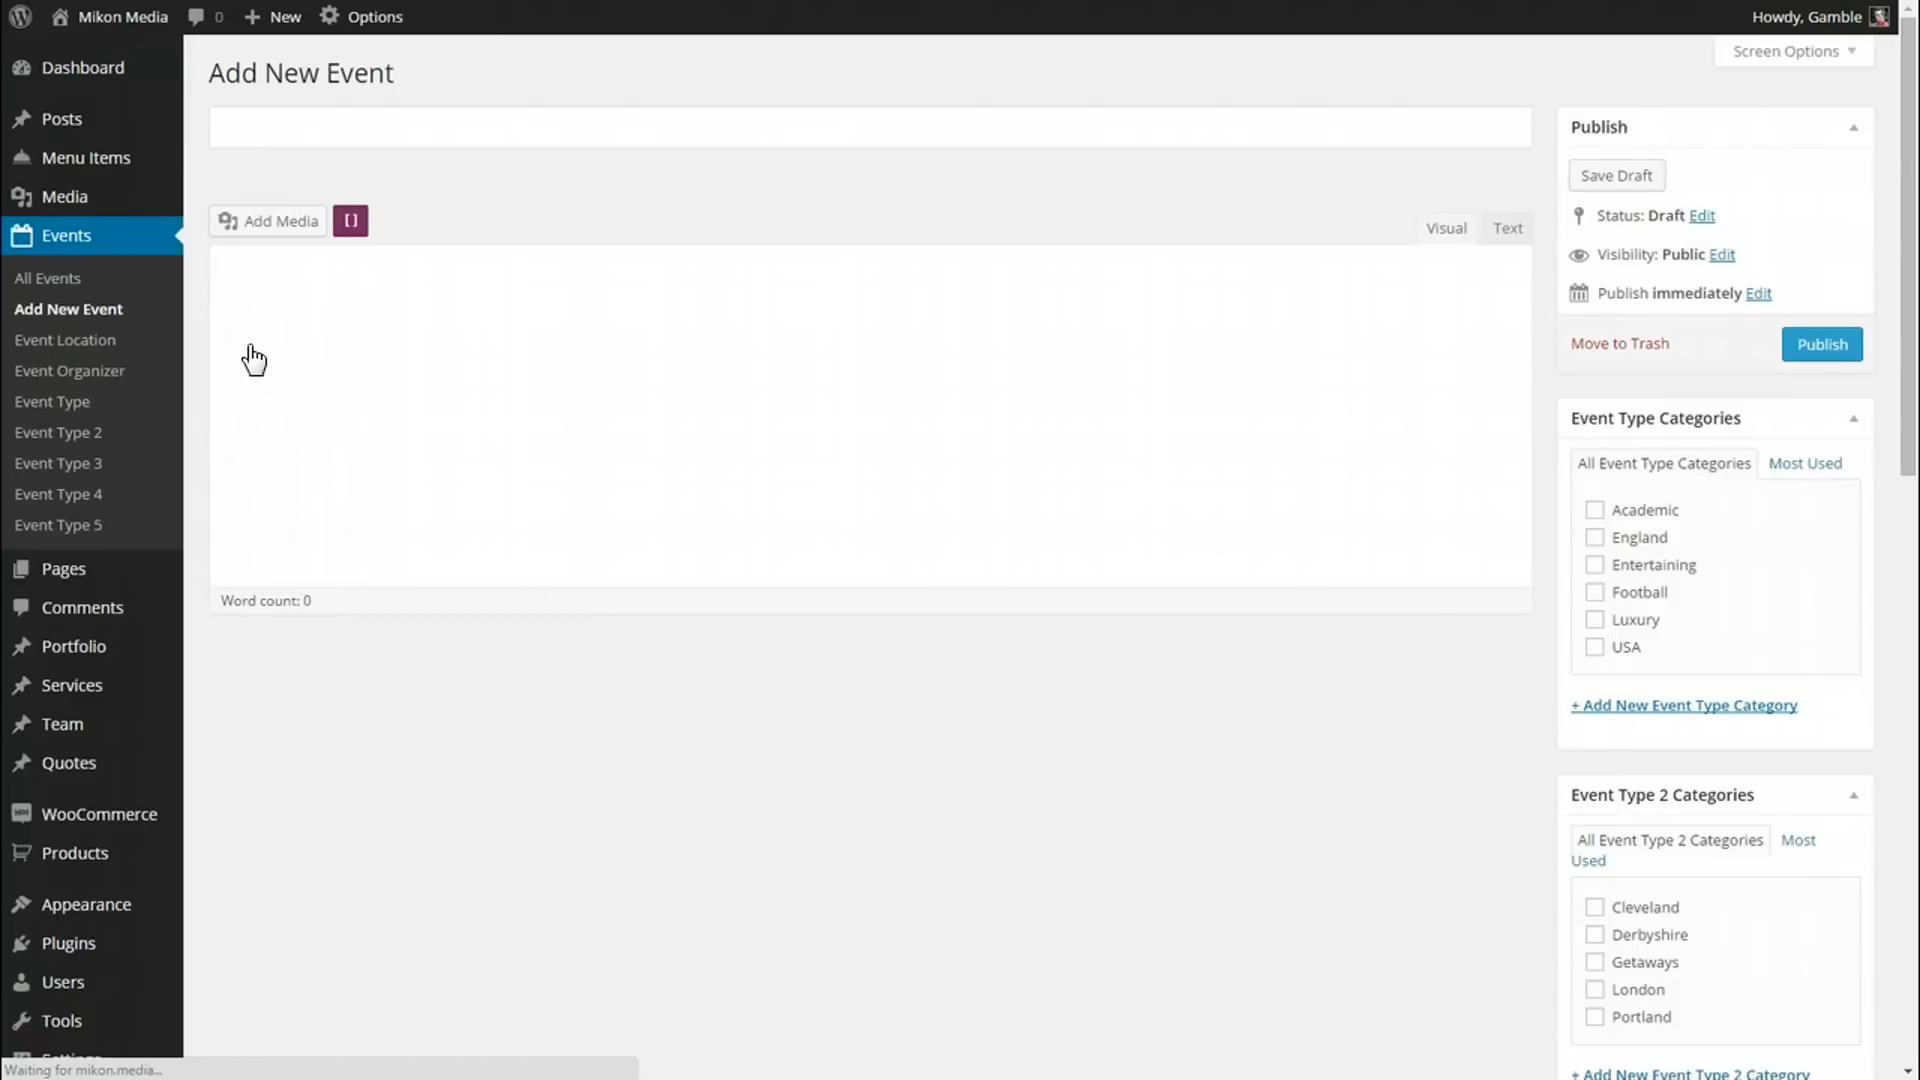 Mikon Media
0
New
Options
Howdy, Gamble
Dashboard
Posts
Menu Items
Media
Events
All Events
Add New Event
Event Location
Event Organizer
Event Type
Event Type 2
Event Type 3
Event Type 4
Event Type 5
Pages
Comments
Portfolio
Services
Team
Quotes
WooCommerce
Products
Appearance
Plugins
Users
Tools
Settings
Waiting for mikon.media...
Screen Options
Add New Event
Add Media
[ ]
Visual
Text
Word count: 0
Publish
Save Draft
Status: Draft Edit
Visibility: Public Edit
Publish immediately Edit
Move to Trash
Publish
Event Type Categories
All Event Type Categories
Most Used
Academic
England
Entertaining
Football
Luxury
USA
+ Add New Event Type Category
Event Type 2 Categories
All Event Type 2 Categories
Most
Used
Cleveland
Derbyshire
Getaways
London
Portland
+ Add New Event Type 2 Category